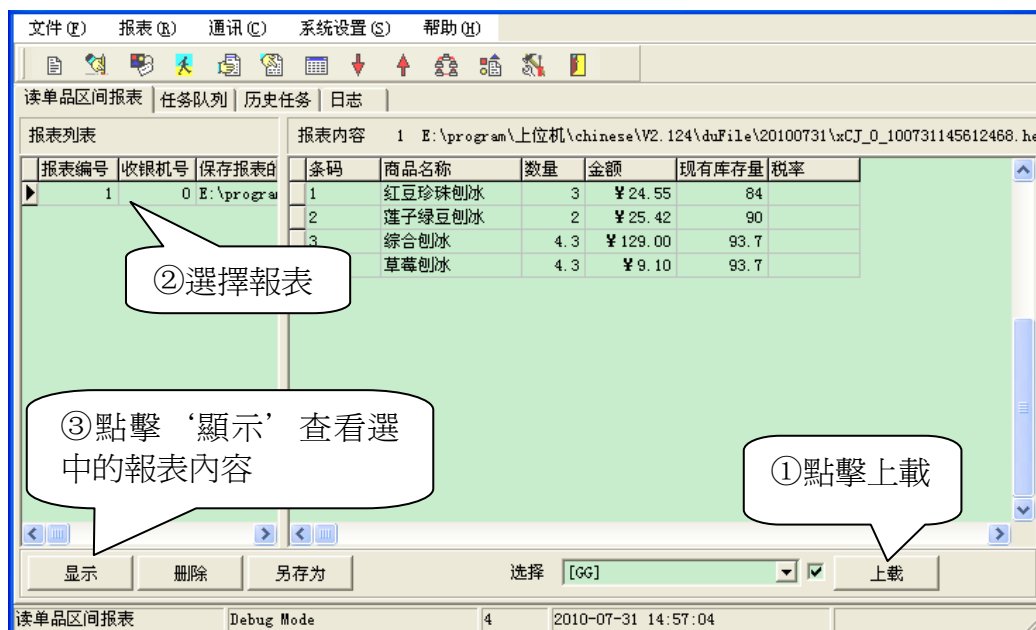 文件(F) 报表(R) 通讯(C) 系统设置(S) 帮助(H)
读单品区间报表 任务队列 历史任务 日志
报表列表 报表内容 1 E:\program\上位机\chinese\V2.124\duFile\20100731\xCJ_0_100731145612468.he
报表编号 收银机号 保存报表的 条码 商品名称 数量 金额 现有库存量 税率
1 0 E:\progra 1 红豆珍珠刨冰 3 ¥24.55 84
2 莲子绿豆刨冰 2 ¥25.42 90
3 综合刨冰 4.3 ¥129.00 93.7
草莓刨冰 4.3 ¥9.10 93.7
②選擇報表
③點擊‘顯示’查看選
中的報表內容
①點擊上載
显示 删除 另存为 选择 [GG] 上载
读单品区间报表 Debug Mode 4 2010-07-31 14:57:04